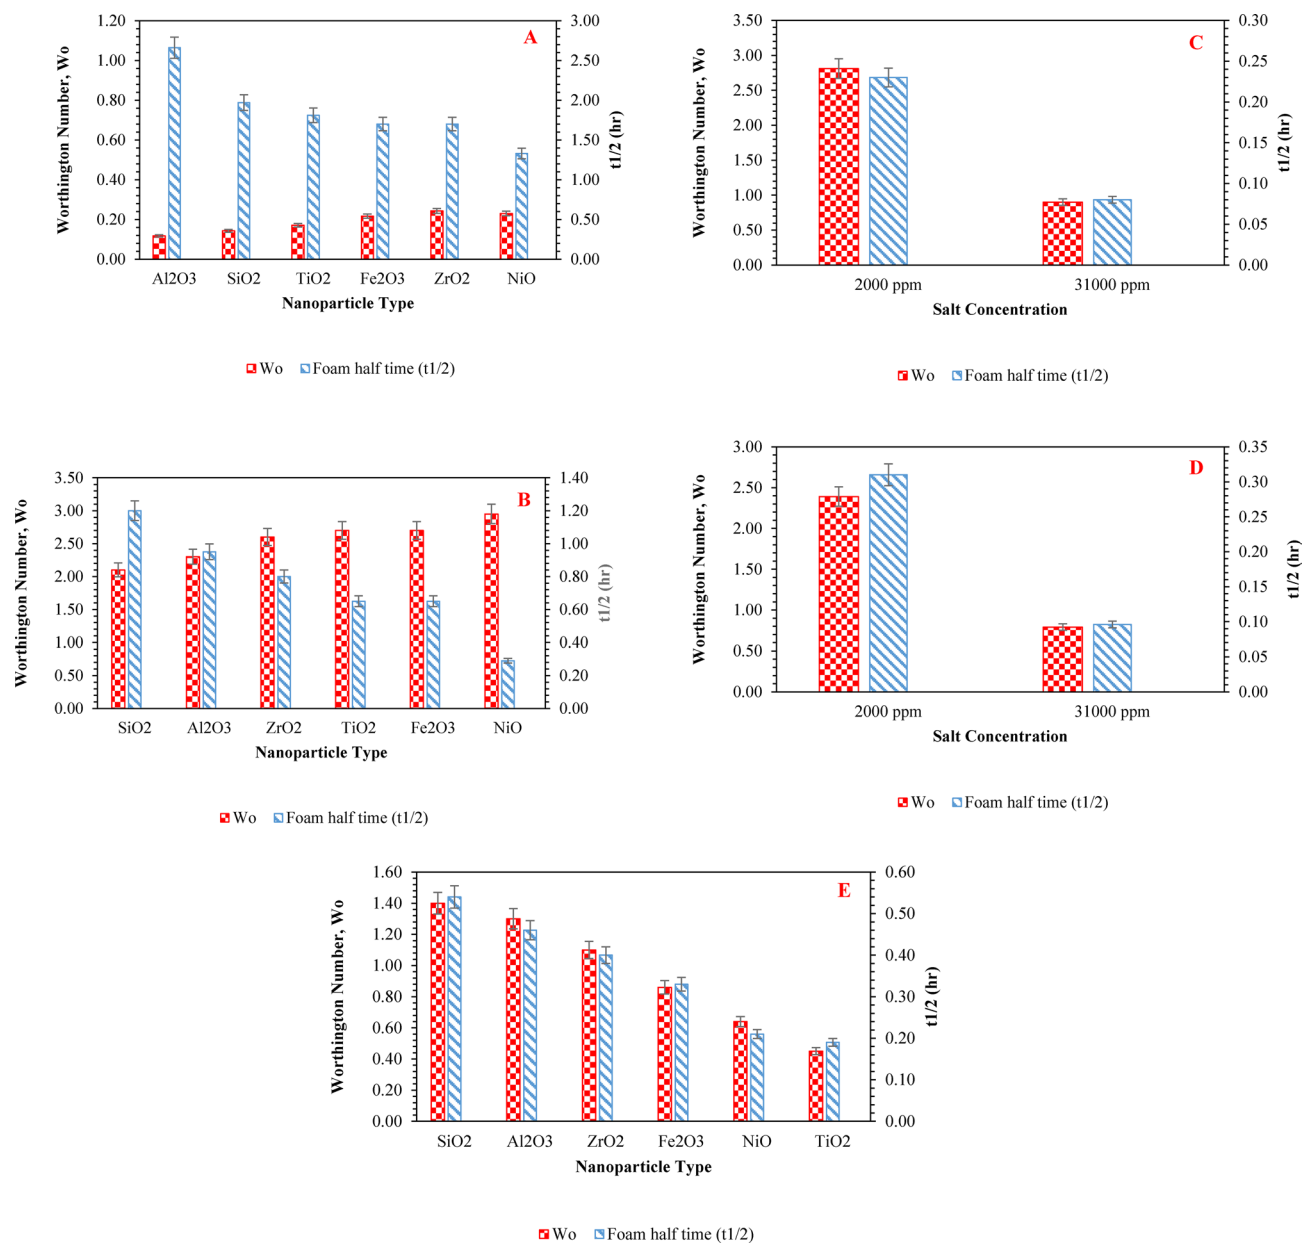 A
Worthington Number, Wo
1.20
1.00
0.80
0.60
0.40
0.20
0.00
3.00
2.50
2.00
1.50
1.00
0.50
0.00
t1/2 (hr)
Al2O3 SiO2 TiO2 Fe2O3 ZrO2 NiO
Nanoparticle Type
Wo Foam half time (t1/2)
C
Worthington Number, Wo
3.50
3.00
2.50
2.00
1.50
1.00
0.50
0.00
0.30
0.25
0.20
0.15
0.10
0.05
0.00
t1/2 (hr)
2000 ppm 31000 ppm
Salt Concentration
Wo Foam half time (t1/2)
B
Worthington Number, Wo
3.50
3.00
2.50
2.00
1.50
1.00
0.50
0.00
1.40
1.20
1.00
0.80
0.60
0.40
0.20
0.00
t1/2 (hr)
SiO2 Al2O3 ZrO2 TiO2 Fe2O3 NiO
Nanoparticle Type
Wo Foam half time (t1/2)
D
Worthington Number, Wo
3.00
2.50
2.00
1.50
1.00
0.50
0.00
0.35
0.30
0.25
0.20
0.15
0.10
0.05
0.00
t1/2 (hr)
2000 ppm 31000 ppm
Salt Concentration
Wo Foam half time (t1/2)
E
Worthington Number, Wo
1.60
1.40
1.20
1.00
0.80
0.60
0.40
0.20
0.00
0.60
0.50
0.40
0.30
0.20
0.10
0.00
t1/2 (hr)
SiO2 Al2O3 ZrO2 Fe2O3 NiO TiO2
Nanoparticle Type
Wo Foam half time (t1/2)